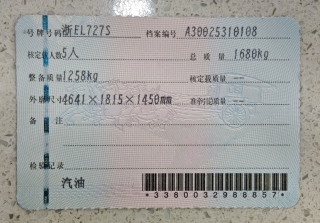 号牌号码 浙EL727S 档案编号 A30025310108
核定载人数 5人 总质量 1680kg
整备质量 1258kg 核定载质量 --
外廓尺寸 4641×1815×1450mm 准牵引总质量 --
备注
检验记录
汽油
*3380032988857*